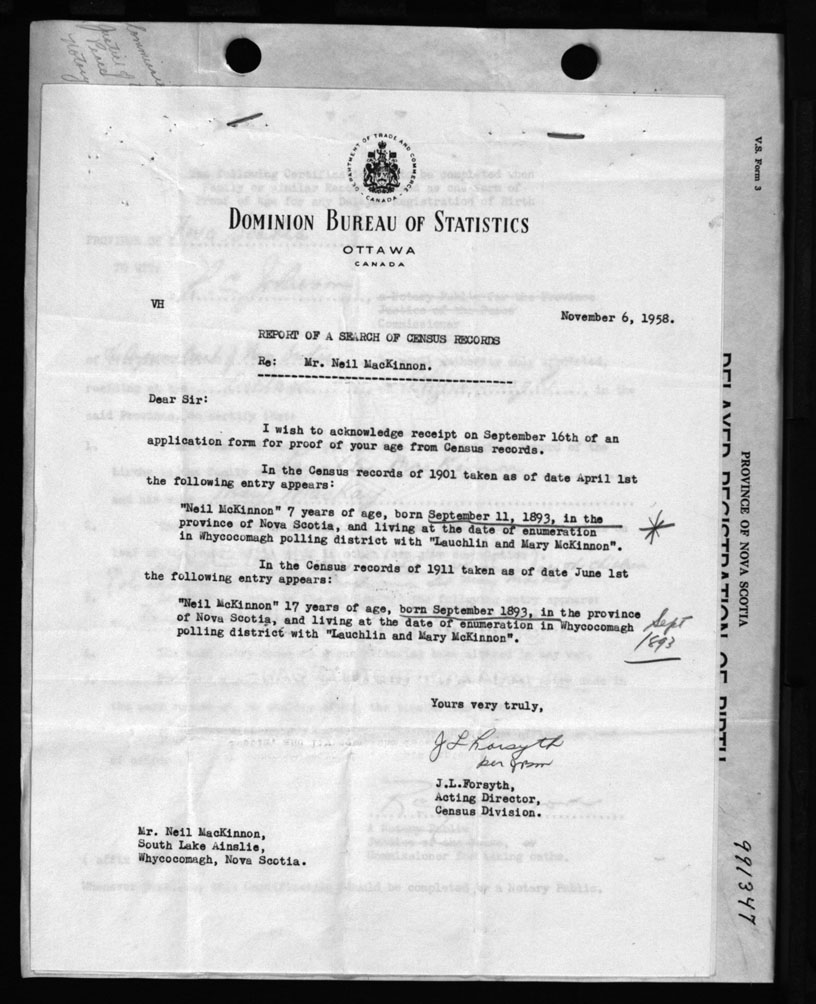 Commissioner
DEPARTMENT OF TRADE AND COMMERCE
CANADA
DOMINION BUREAU OF STATISTICS
OTTAWA
CANADA
VH
November 6, 1958.
REPORT OF A SEARCH OF CENSUS RECORDS
Re: Mr. Neil MacKinnon.
Dear Sir:
I wish to acknowledge receipt on September 16th of an
application form for proof of your age from Census records.
In the Census records of 1901 taken as of date April 1st
the following entry appears:
"Neil McKinnon" 7 years of age, born September 11, 1893, in the
province of Nova Scotia, and living at the date of enumeration
in Whycocomagh polling district with "Lauchlin and Mary McKinnon".
In the Census records of 1911 taken as of date June 1st
the following entry appears:
"Neil McKinnon" 17 years of age, born September 1893, in the province
of Nova Scotia, and living at the date of enumeration in Whycocomagh
polling district with "Lauchlin and Mary McKinnon".
Sept
1893
Yours very truly,
J L Forsyth
per
J.L.Forsyth,
Acting Director,
Census Division.
Mr. Neil MacKinnon,
South Lake Ainslie,
Whycocomagh, Nova Scotia.
V.S. Form 3
PROVINCE OF NOVA SCOTIA
DELAYED REGISTRATION OF BIRTH
991347